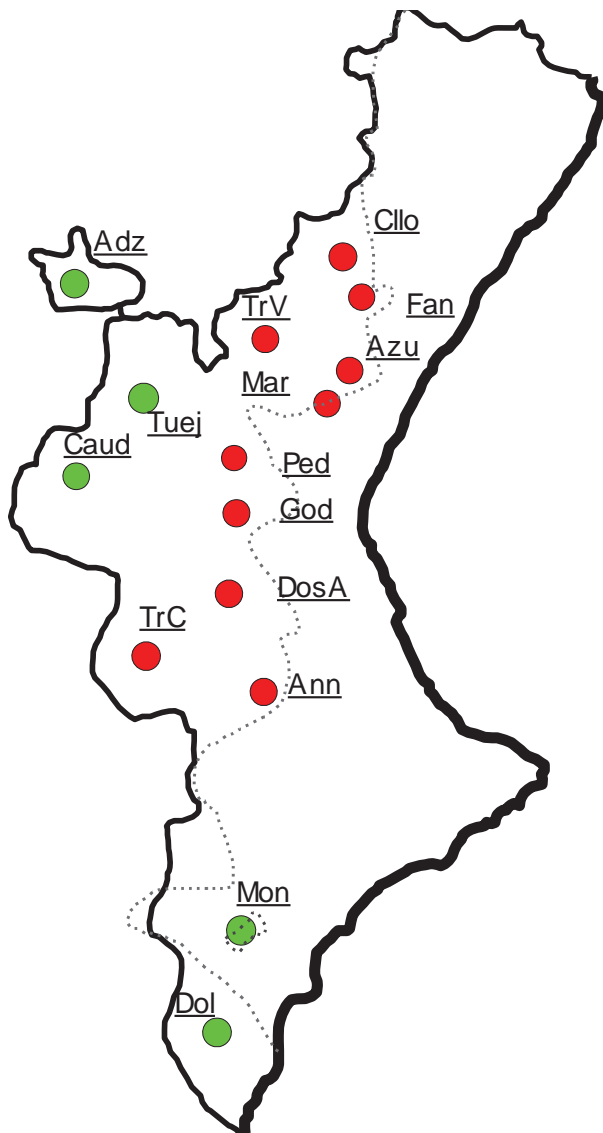 Cllo
Adz
Fan
TrV
Azu
Mar
Tuej
Caud
Ped
God
DosA
TrC
Ann
Mon
Dol